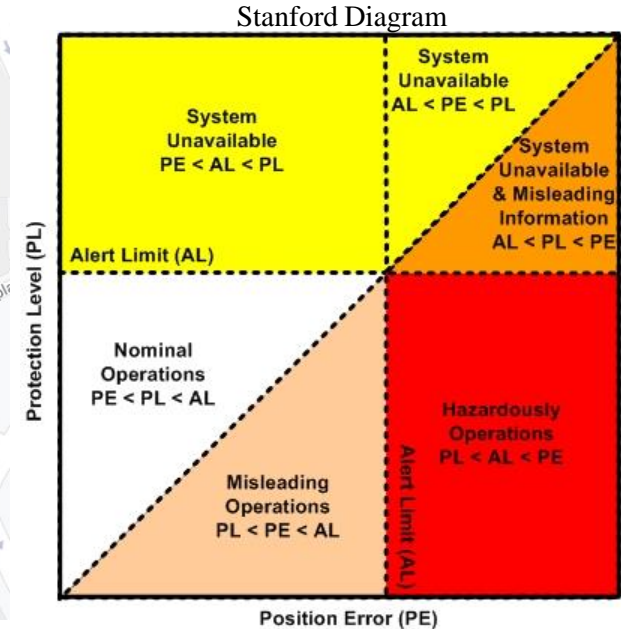 Stanford Diagram
System
Unavailable
AL < PE < PL
System
Unavailable
PE < AL < PL
System
Unavailable
& Misleading
Information
AL < PL < PE
Alert Limit (AL)
Protection Level (PL)
Nominal
Operations
PE < PL < AL
Hazardously
Operations
PL < AL < PE
Alert Limit (AL)
Misleading
Operations
PL < PE < AL
Position Error (PE)